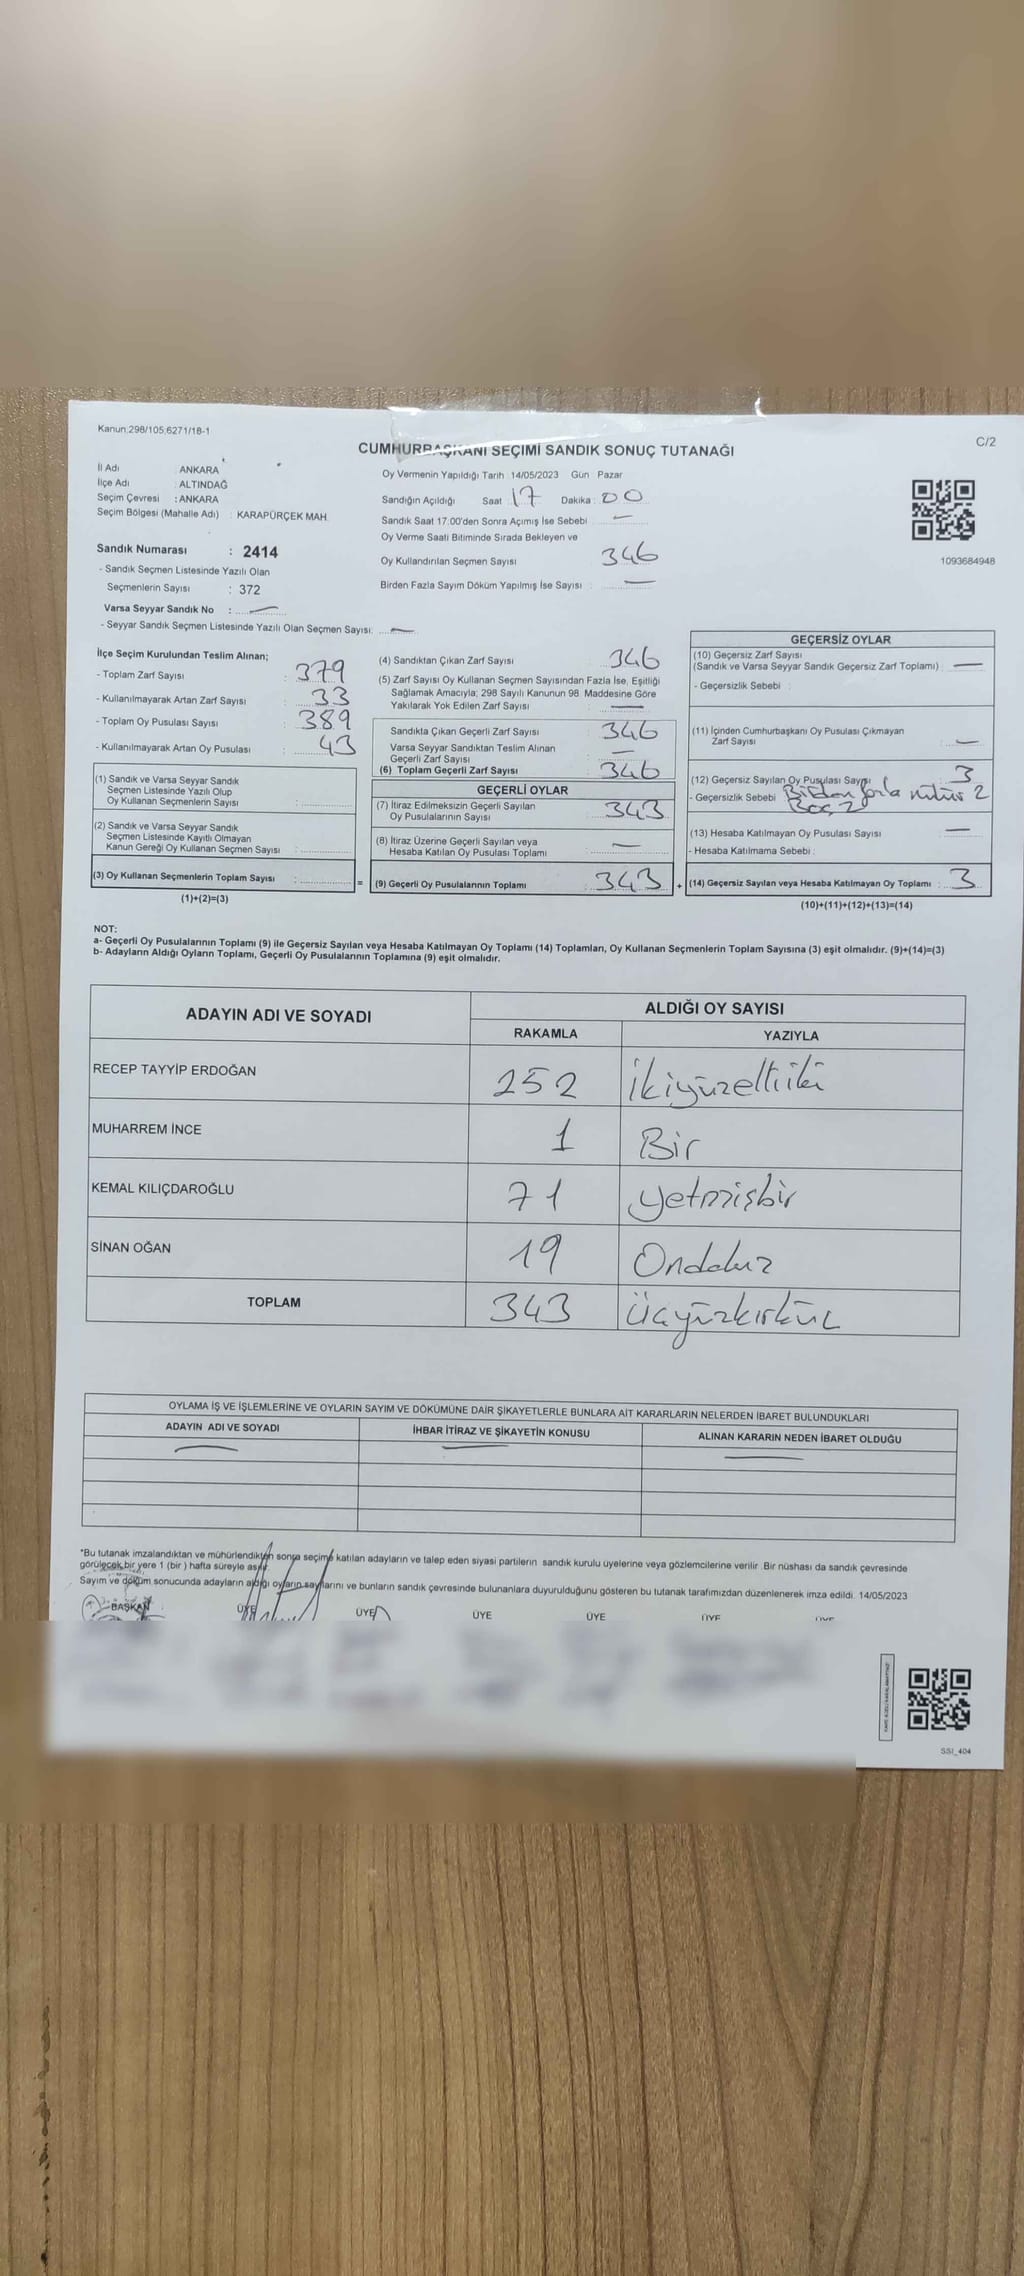 Kanun;298/105;6271/18-1
C/2
CUMHURBAŞKANI SEÇİMİ SANDIK SONUÇ TUTANAĞI
İl Adı : ANKARA
İlçe Adı : ALTINDAĞ
Seçim Çevresi : ANKARA
Seçim Bölgesi (Mahalle Adı) : KARAPÜRÇEK MAH.
Sandık Numarası : 2414
- Sandık Seçmen Listesinde Yazılı Olan
Seçmenlerin Sayısı : 372
Varsa Seyyar Sandık No : —
- Seyyar Sandık Seçmen Listesinde Yazılı Olan Seçmen Sayısı: —
Oy Vermenin Yapıldığı Tarih : 14/05/2023 Gün : Pazar
Sandığın Açıldığı Saat : 17 Dakika : 00
Sandık Saat 17.00'den Sonra Açımış İse Sebebi : —
Oy Verme Saati Bitiminde Sırada Bekleyen ve
Oy Kullandırılan Seçmen Sayısı : 346
Birden Fazla Sayım Döküm Yapılmış İse Sayısı : —
1093684948
İlçe Seçim Kurulundan Teslim Alınan;
- Toplam Zarf Sayısı : 379
- Kullanılmayarak Artan Zarf Sayısı : 33
- Toplam Oy Pusulası Sayısı : 389
- Kullanılmayarak Artan Oy Pusulası : 43
(1) Sandık ve Varsa Seyyar Sandık
Seçmen Listesinde Yazılı Olup
Oy Kullanan Seçmenlerin Sayısı :
(2) Sandık ve Varsa Seyyar Sandık
Seçmen Listesinde Kayıtlı Olmayan
Kanun Gereği Oy Kullanan Seçmen Sayısı :
(3) Oy Kullanan Seçmenlerin Toplam Sayısı :
(1)+(2)=(3)
(4) Sandıktan Çıkan Zarf Sayısı : 346
(5) Zarf Sayısı Oy Kullanan Seçmen Sayısından Fazla İse, Eşitliği
Sağlamak Amacıyla; 298 Sayılı Kanunun 98. Maddesine Göre
Yakılarak Yok Edilen Zarf Sayısı : —
Sandıkta Çıkan Geçerli Zarf Sayısı : 346
Varsa Seyyar Sandıktan Teslim Alınan
Geçerli Zarf Sayısı : —
(6) Toplam Geçerli Zarf Sayısı : 346
GEÇERLİ OYLAR
(7) İtiraz Edilmeksizin Geçerli Sayılan
Oy Pusulalarının Sayısı : 343
(8) İtiraz Üzerine Geçerli Sayılan veya
Hesaba Katılan Oy Pusulası Toplamı : —
= (9) Geçerli Oy Pusulalarının Toplamı : 343 +
GEÇERSİZ OYLAR
(10) Geçersiz Zarf Sayısı
(Sandık ve Varsa Seyyar Sandık Geçersiz Zarf Toplamı) : —
- Geçersizlik Sebebi :
(11) İçinden Cumhurbaşkanı Oy Pusulası Çıkmayan
Zarf Sayısı : —
(12) Geçersiz Sayılan Oy Pusulası Sayısı : 3
- Geçersizlik Sebebi : Birden fazla mühür 2
Boş
(13) Hesaba Katılmayan Oy Pusulası Sayısı : —
- Hesaba Katılmama Sebebi :
(14) Geçersiz Sayılan veya Hesaba Katılmayan Oy Toplamı : 3
(10)+(11)+(12)+(13)=(14)
NOT:
a- Geçerli Oy Pusulalarının Toplamı (9) ile Geçersiz Sayılan veya Hesaba Katılmayan Oy Toplamı (14) Toplamları, Oy Kullanan Seçmenlerin Toplam Sayısına (3) eşit olmalıdır. (9)+(14)=(3)
b- Adayların Aldığı Oyların Toplamı, Geçerli Oy Pusulalarının Toplamına (9) eşit olmalıdır.
ADAYIN ADI VE SOYADI ALDIĞI OY SAYISI
RAKAMLA YAZIYLA
RECEP TAYYİP ERDOĞAN 252 İkiyüzelliiki
MUHARREM İNCE 1 Bir
KEMAL KILIÇDAROĞLU 71 yetmişbir
SİNAN OĞAN 19 Ondokuz
TOPLAM 343 Üçyüzkırküç
OYLAMA İŞ VE İŞLEMLERİNE VE OYLARIN SAYIM VE DÖKÜMÜNE DAİR ŞİKAYETLERLE BUNLARA AİT KARARLARIN NELERDEN İBARET BULUNDUKLARI
ADAYIN ADI VE SOYADI İHBAR İTİRAZ VE ŞİKAYETİN KONUSU ALINAN KARARIN NEDEN İBARET OLDUĞU
— — —
*Bu tutanak imzalandıktan ve mühürlendikten sonra seçime katılan adayların ve talep eden siyasi partilerin sandık kurulu üyelerine veya gözlemcilerine verilir. Bir nüshası da sandık çevresinde
görülecek bir yere 1 (bir) hafta süreyle asılır.
Sayım ve döküm sonucunda adayların aldığı oyların sayılarını ve bunların sandık çevresinde bulunanlara duyurulduğunu gösteren bu tutanak tarafımızdan düzenlenerek imza edildi. 14/05/2023
BAŞKAN ÜYE ÜYE ÜYE ÜYE ÜYE ÜYE
SSI_404